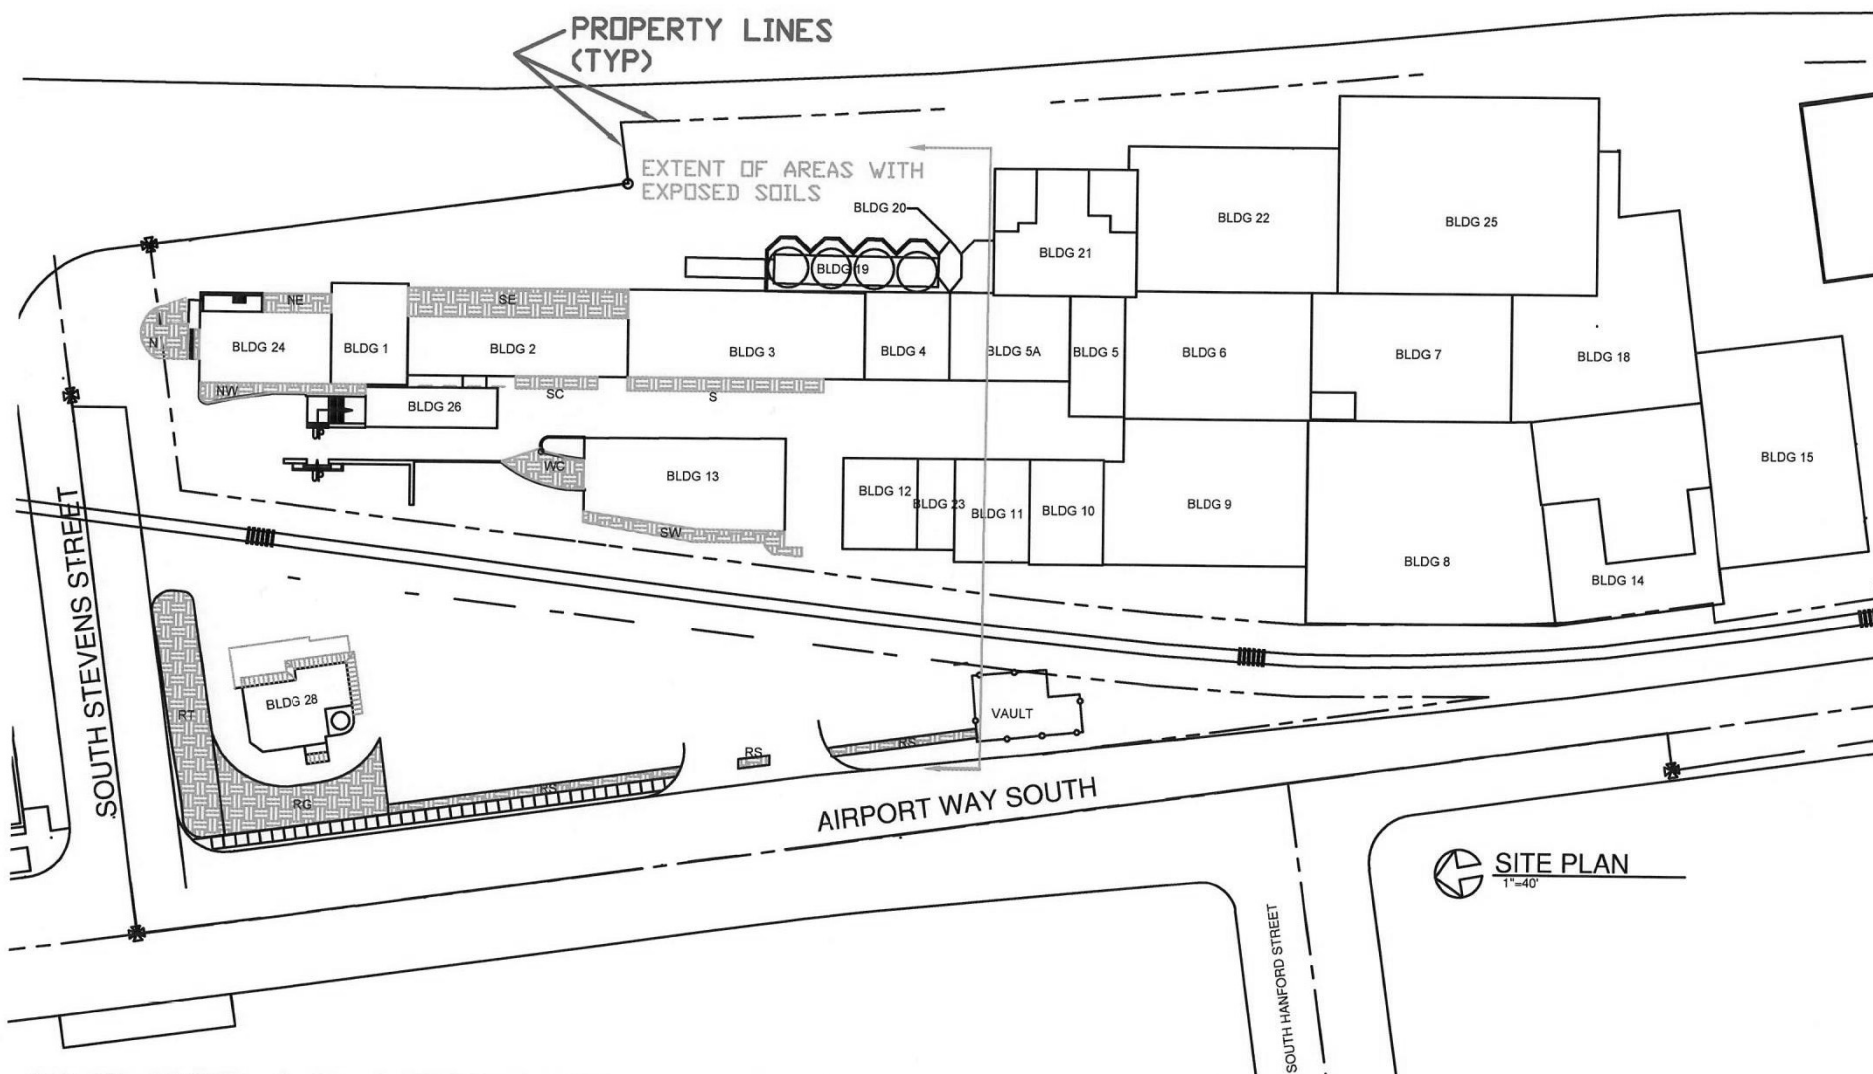 PROPERTY LINES
(TYP)
EXTENT OF AREAS WITH
EXPOSED SOILS
BLDG 20
BLDG 22
BLDG 25
BLDG 21
BLDG 19
NE
SE
N
BLDG 24
BLDG 1
BLDG 2
BLDG 3
BLDG 4
BLDG 5A
BLDG 5
BLDG 6
BLDG 7
BLDG 18
NW
SC
S
BLDG 26
UP
UP
WC
BLDG 13
BLDG 12
BLDG 23
BLDG 11
BLDG 10
BLDG 9
BLDG 8
BLDG 15
BLDG 14
SW
SOUTH STEVENS STREET
BLDG 28
RT
RG
RS
RS
RS
VAULT
AIRPORT WAY SOUTH
SOUTH HANFORD STREET
SITE PLAN
1"=40'